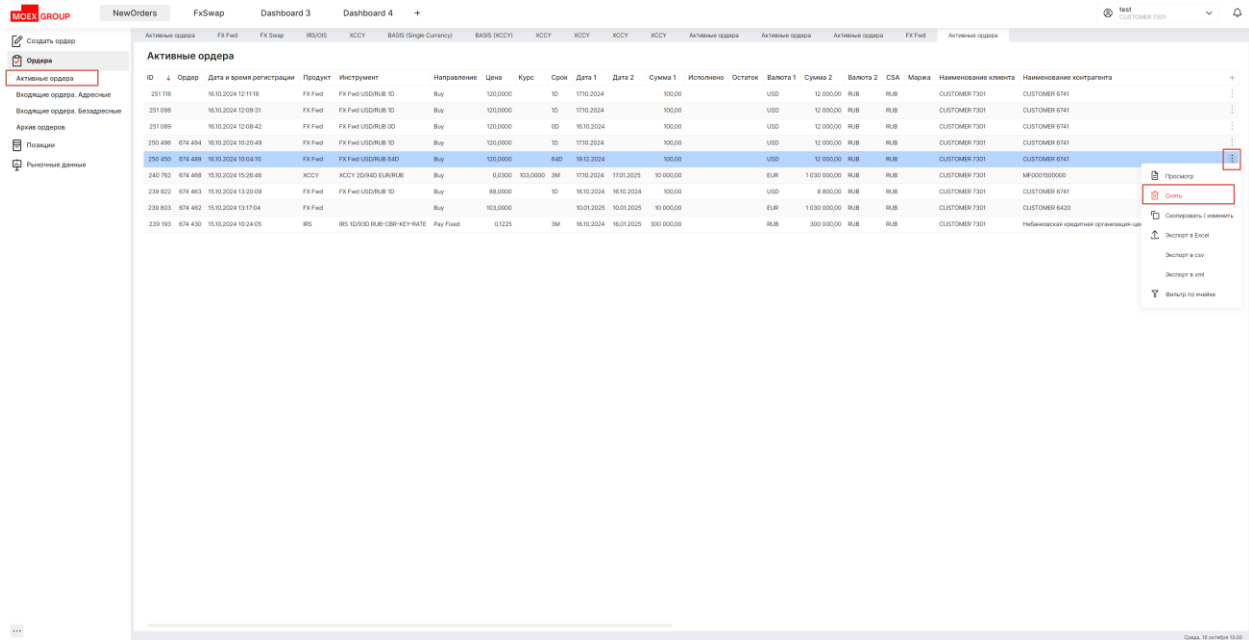 MOEX GROUP NewOrders FxSwap Dashboard 3 Dashboard 4 + test
CUSTOMER 7301
Создать ордер
Ордера
Активные ордера
Входящие ордера. Адресные
Входящие ордера. Безадресные
Архив ордеров
Позиции
Рыночные данные
Активные ордера FX Fwd FX Swap IRS/OIS XCCY BASIS (Single Currency) BASIS (XCCY) XCCY XCCY XCCY XCCY Активные ордера Активные ордера Активные ордера FX Fwd Активные ордера
Активные ордера
ID ↓ Ордер Дата и время регистрации Продукт Инструмент Направление Цена Курс Срок Дата 1 Дата 2 Сумма 1 Исполнено Остаток Валюта 1 Сумма 2 Валюта 2 CSA Маржа Наименование клиента Наименование контрагента +
251 118 16.10.2024 12:11:18 FX Fwd FX Fwd USD/RUB 1D Buy 120,0000 1D 17.10.2024 100,00 USD 12 000,00 RUB RUB CUSTOMER 7301 CUSTOMER 6741
251 098 16.10.2024 12:09:31 FX Fwd FX Fwd USD/RUB 1D Buy 120,0000 1D 17.10.2024 100,00 USD 12 000,00 RUB RUB CUSTOMER 7301 CUSTOMER 6741
251 089 16.10.2024 12:08:42 FX Fwd FX Fwd USD/RUB 0D Buy 120,0000 0D 16.10.2024 100,00 USD 12 000,00 RUB RUB CUSTOMER 7301 CUSTOMER 6741
250 496 674 494 16.10.2024 10:20:49 FX Fwd FX Fwd USD/RUB 1D Buy 120,0000 1D 17.10.2024 100,00 USD 12 000,00 RUB RUB CUSTOMER 7301 CUSTOMER 6741
250 450 674 489 16.10.2024 10:04:10 FX Fwd FX Fwd USD/RUB 64D Buy 120,0000 64D 19.12.2024 100,00 USD 12 000,00 RUB RUB CUSTOMER 7301 CUSTOMER 6741
240 762 674 468 15.10.2024 15:26:46 XCCY XCCY 2D/94D EUR/RUB Buy 0,0300 103,0000 3M 17.10.2024 17.01.2025 10 000,00 EUR 1 030 000,00 RUB RUB CUSTOMER 7301 MF0001500000
239 822 674 463 15.10.2024 13:20:09 FX Fwd FX Fwd USD/RUB 1D Buy 88,0000 1D 16.10.2024 16.10.2024 100,00 USD 8 800,00 RUB RUB CUSTOMER 7301 CUSTOMER 6741
239 803 674 462 15.10.2024 13:17:04 FX Fwd Buy 103,0000 10.01.2025 10.01.2025 10 000,00 EUR 1 030 000,00 RUB RUB CUSTOMER 7301 CUSTOMER 6420
239 193 674 430 15.10.2024 10:24:05 IRS IRS 1D/93D RUB-CBR-KEY-RATE Pay Fixed 0,1225 3M 16.10.2024 16.01.2025 300 000,00 RUB 300 000,00 RUB RUB CUSTOMER 7301 Небанковская кредитная организация-це
Просмотр
Снять
Скопировать / изменить
Экспорт в Excel
Экспорт в csv
Экспорт в xml
Фильтр по ячейке
Среда, 16 октября 13:20